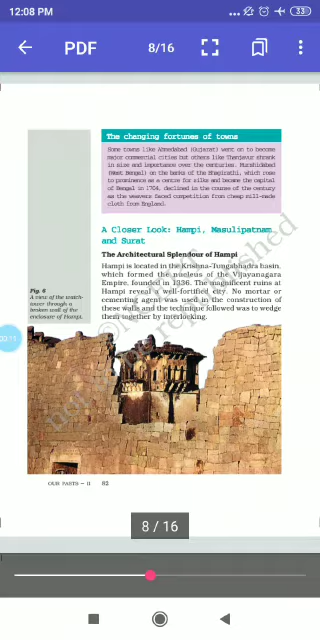 12:08 PM
33
PDF
8/16
The changing fortunes of towns
Some towns like Ahmedabad (Gujarat) went on to become
major commercial cities but others like Thanjavur shrank
in size and importance over the centuries. Murshidabad
(West Bengal) on the banks of the Bhagirathi, which rose
to prominence as a centre for silks and became the capital
of Bengal in 1704, declined in the course of the century
as the weavers faced competition from cheap mill-made
cloth from England.
A Closer Look: Hampi, Masulipatnam
and Surat
The Architectural Splendour of Hampi
Hampi is located in the Krishna-Tungabhadra basin,
which formed the nucleus of the Vijayanagara
Empire, founded in 1336. The magnificent ruins at
Hampi reveal a well-fortified city. No mortar or
cementing agent was used in the construction of
these walls and the technique followed was to wedge
them together by interlocking.
Fig. 6
A view of the watch-
tower through a
broken wall of the
enclosure of Hampi.
00:11
not
republished
OUR PASTS – II 82
8 / 16